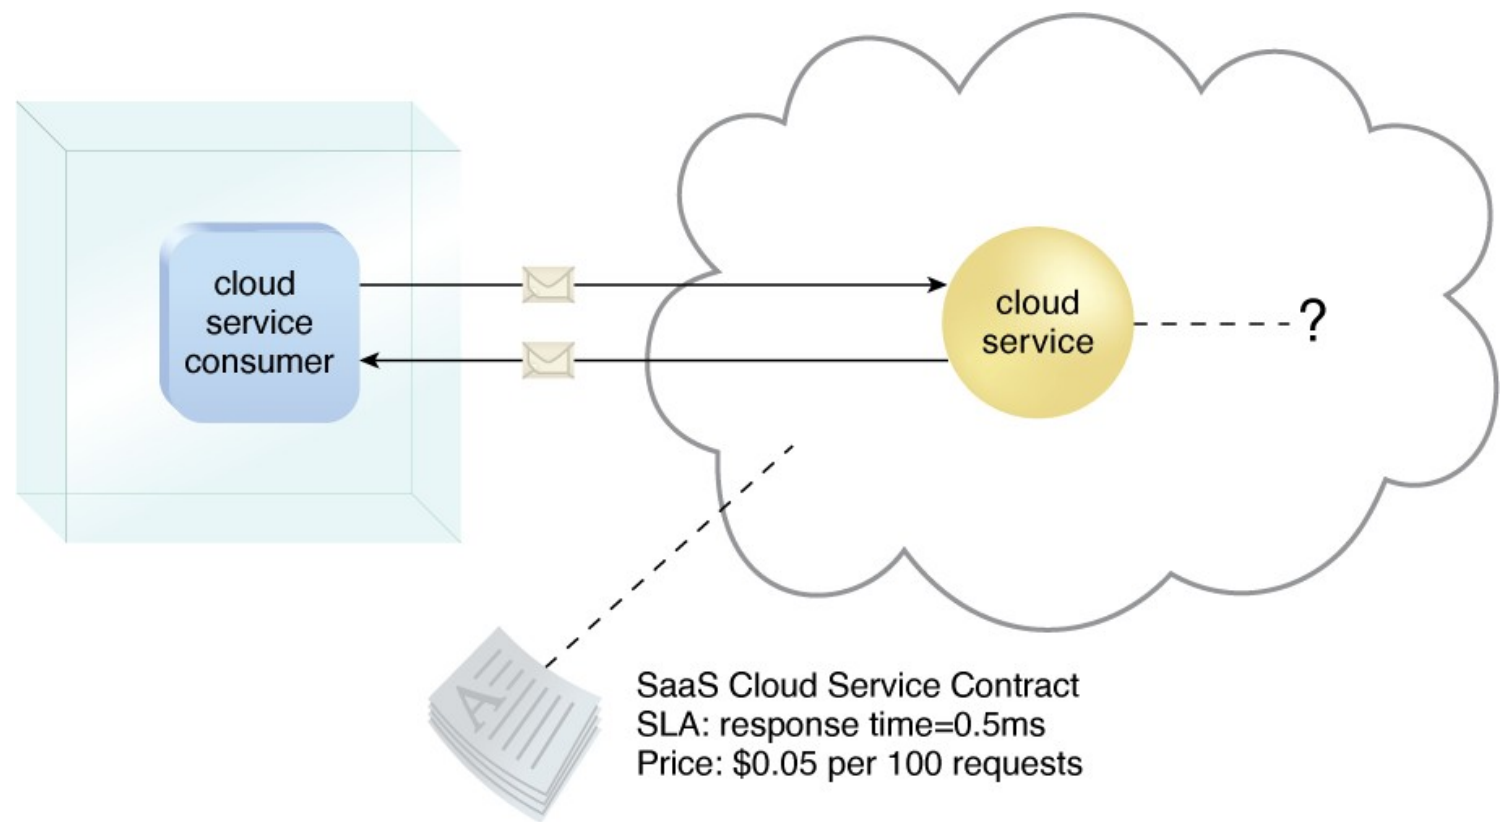 cloud
service
consumer
cloud
service
?
A
SaaS Cloud Service Contract
SLA: response time=0.5ms
Price: $0.05 per 100 requests